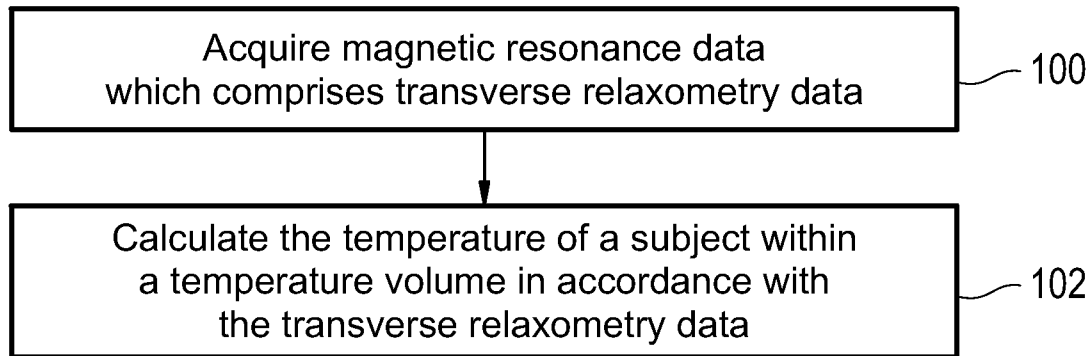 Acquire magnetic resonance data
which comprises transverse relaxometry data
100
Calculate the temperature of a subject within
a temperature volume in accordance with
the transverse relaxometry data
102